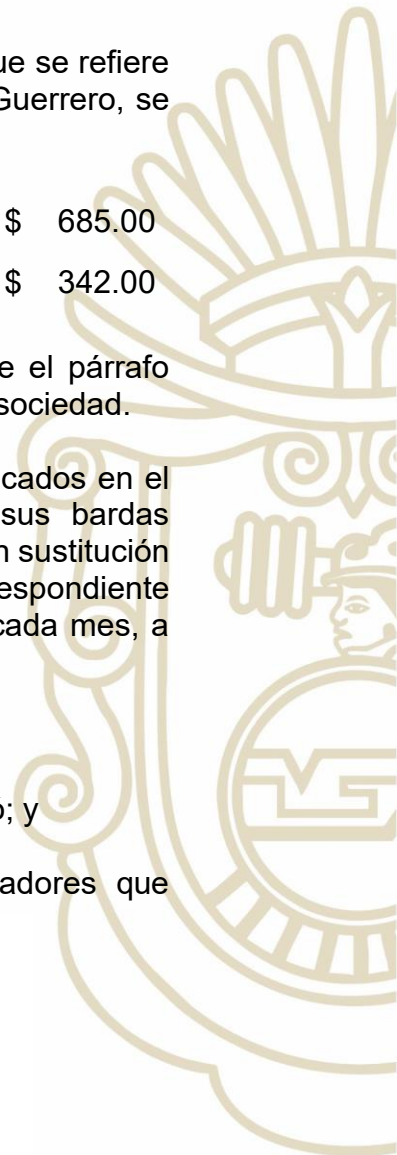 ue se refiere
Guerrero, se
$ 685.00
$ 342.00
e el párrafo
sociedad.
cados en el
sus bardas
n sustitución
espondiente
cada mes, a
ó; y
adores que